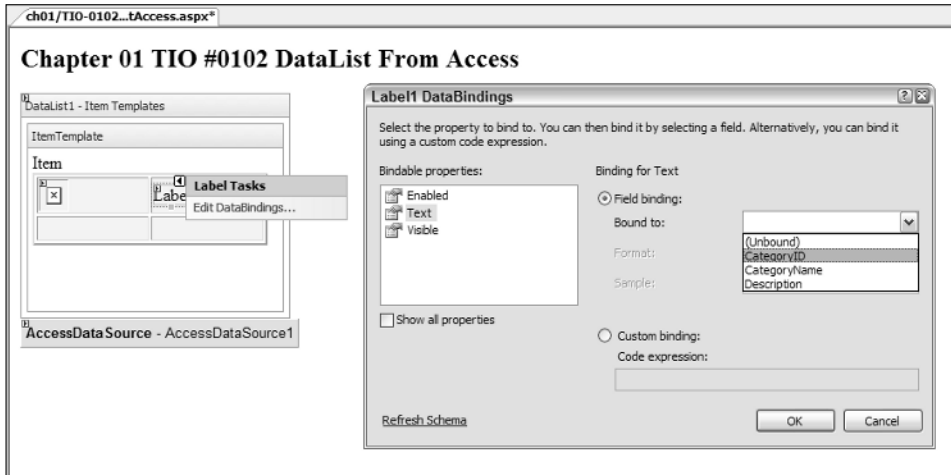 ch01/TIO-0102...tAccess.aspx*
Chapter 01 TIO #0102 DataList From Access
DataList1 - Item Templates
ItemTemplate
Item
Labe
Label Tasks
Edit DataBindings...
AccessDataSource - AccessDataSource1
Label1 DataBindings
Select the property to bind to. You can then bind it by selecting a field. Alternatively, you can bind it
using a custom code expression.
Bindable properties:
Enabled
Text
Visible
Show all properties
Binding for Text
Field binding:
Bound to:
(Unbound)
CategoryID
CategoryName
Description
Format:
Sample:
Custom binding:
Code expression:
Refresh Schema
OK
Cancel